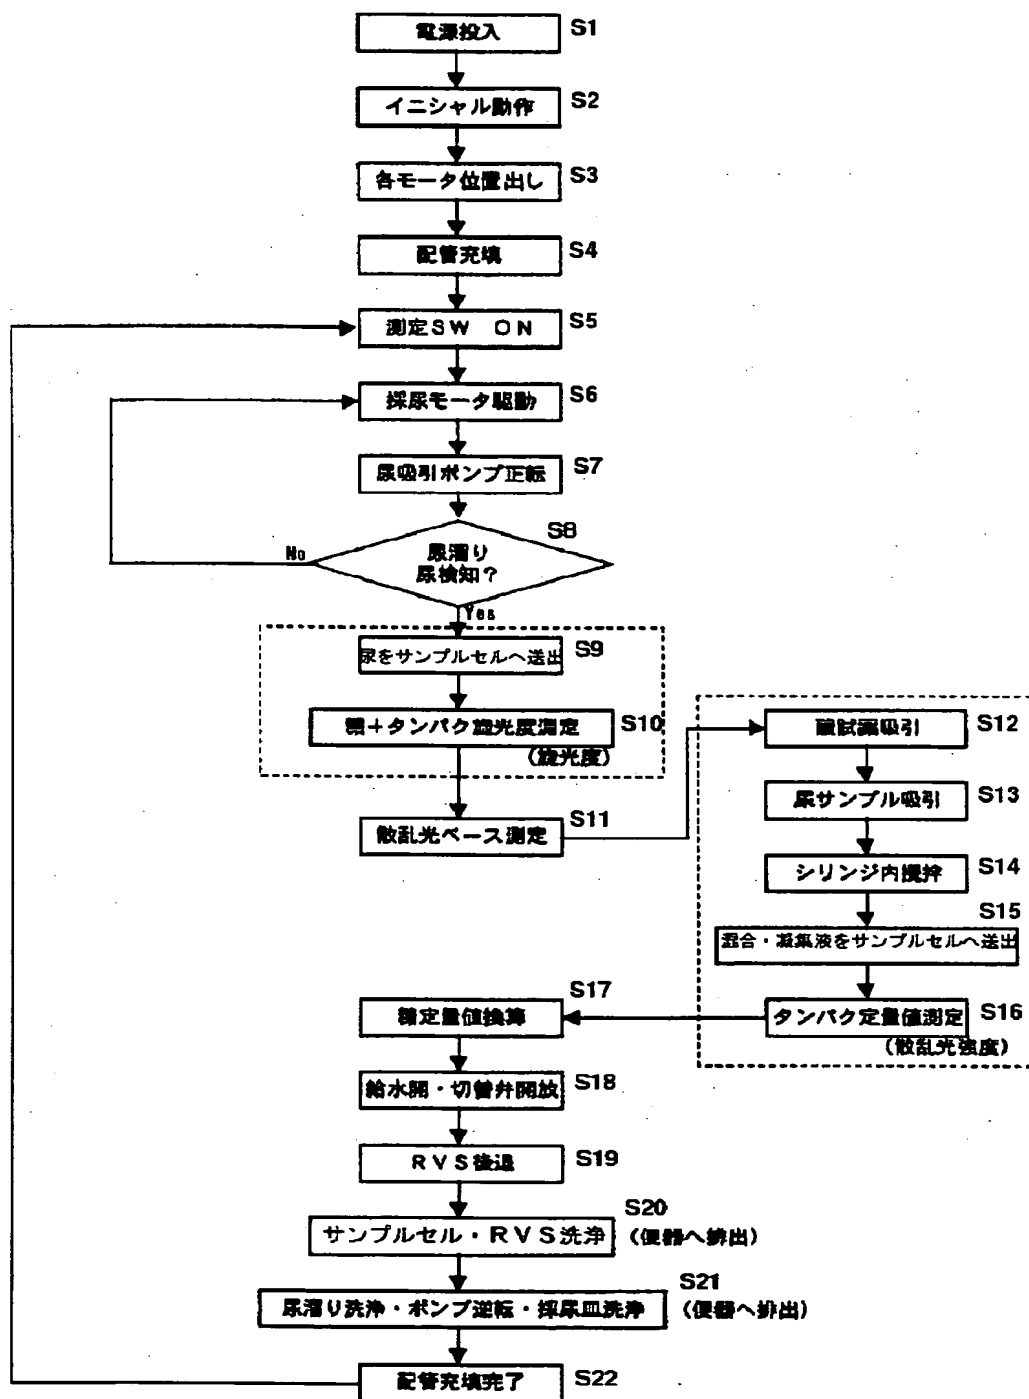 電源投入 S1
イニシャル動作 S2
各モータ位置出し S3
配管充填 S4
測定SW ON S5
採尿モータ駆動 S6
尿吸引ポンプ正転 S7
S8
尿溜り
尿検知?
No
Yes
尿をサンプルセルへ送出 S9
糖+タンパク旋光度測定 S10
(旋光度)
散乱光ベース測定 S11
酸試薬吸引 S12
尿サンプル吸引 S13
シリンジ内攪拌 S14
S15
混合・凝集液をサンプルセルへ送出
タンパク定量値測定 S16
(散乱光強度)
S17
糖定量値換算
給水開・切替弁開放 S18
RVS後退 S19
S20
サンプルセル・RVS洗浄 (便器へ排出)
S21
尿溜り洗浄・ポンプ逆転・採尿皿洗浄 (便器へ排出)
配管充填完了 S22